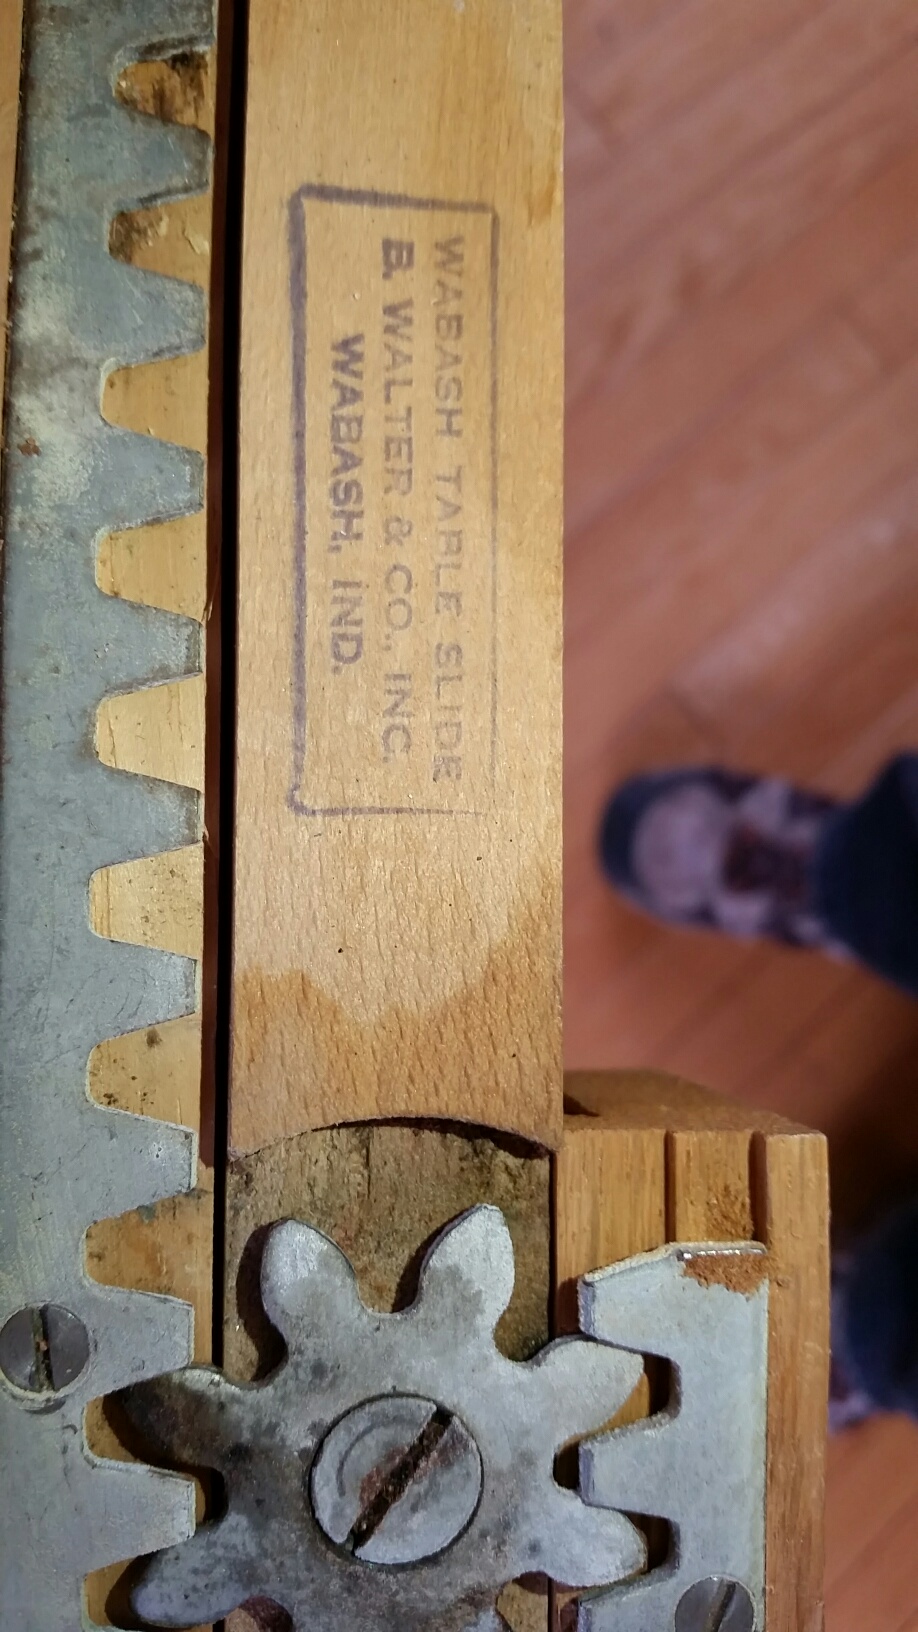 WABASH TABLE SLIDE
B. WALTER & CO., INC.
WABASH, IND.